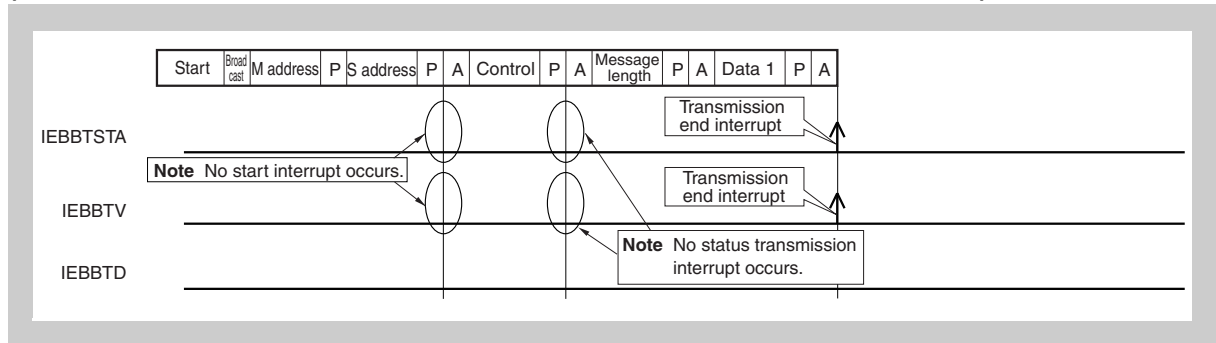 Start Broad cast M address P S address P A Control P A Message length P A Data 1 P A
Transmission
end interrupt
IEBBTSTA
Note No start interrupt occurs.
Transmission
end interrupt
IEBBTV
Note No status transmission
interrupt occurs.
IEBBTD